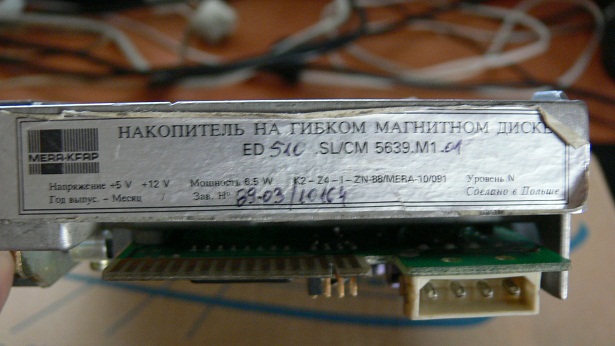 НАКОПИТЕЛЬ НА ГИБКОМ МАГНИТНОМ ДИСКЕ
MERA-KFAP
ED 510 SL/CM 5639.M1.01
Напряжение +5 V +12 V Мощность 6.5 W K2-Z4-I-ZN-88/MERA-10/091 Уровень N
Год выпус. - Месяц Зав. Н° 89-03/10164 Сделано в Польше